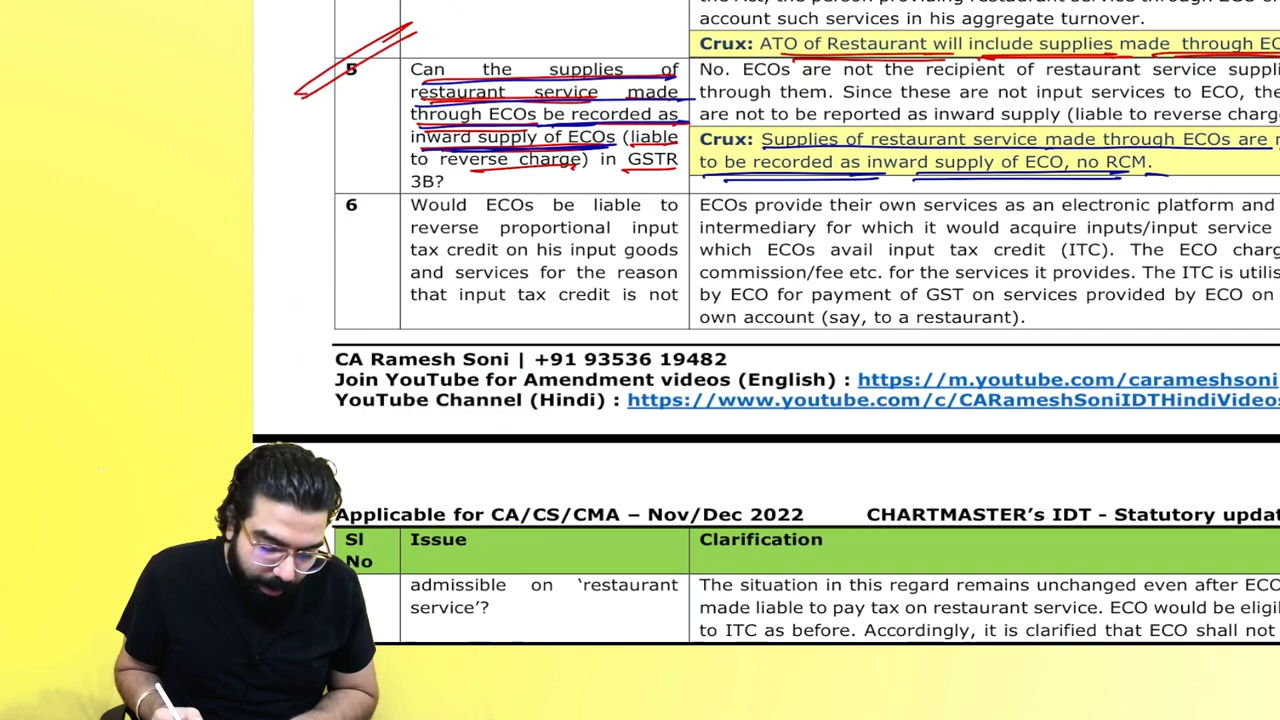 the Act, the person providing restaurant service through
account such services in his aggregate turnover.
Crux: ATO of Restaurant will include supplies made through
5
Can the supplies of
restaurant service made
through ECOs be recorded as
inward supply of ECOs (liable
to reverse charge) in GSTR
3B?
No. ECOs are not the recipient of restaurant service
through them. Since these are not input services to ECO,
are not to be reported as inward supply (liable to reverse
Crux: Supplies of restaurant service made through ECOs are
to be recorded as inward supply of ECO, no RCM.
6
Would ECOs be liable to
reverse proportional input
tax credit on his input goods
and services for the reason
that input tax credit is not
ECOs provide their own services as an electronic platform and
intermediary for which it would acquire inputs/input service
which ECOs avail input tax credit (ITC). The ECO
commission/fee etc. for the services it provides. The ITC is
by ECO for payment of GST on services provided by ECO on
own account (say, to a restaurant).
CA Ramesh Soni | +91 93536 19482
Join YouTube for Amendment videos (English) : https://m.youtube.com/carameshsoni
YouTube Channel (Hindi) : https://www.youtube.com/c/CARameshSoniIDTHindiVideos
Applicable for CA/CS/CMA – Nov/Dec 2022 CHARTMASTER's IDT - Statutory
Sl
No
Issue
Clarification
admissible on ‘restaurant
service’?
The situation in this regard remains unchanged even after
made liable to pay tax on restaurant service. ECO would be
to ITC as before. Accordingly, it is clarified that ECO shall not